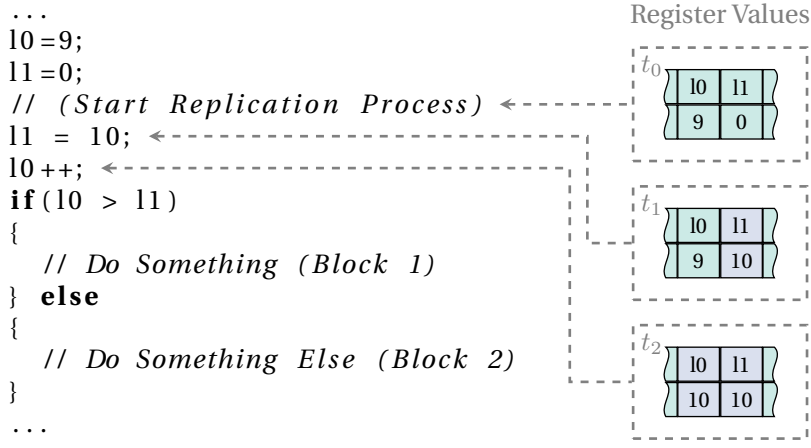 ...
l0=9;
l1=0;
// (Start Replication Process)
l1 = 10;
l0++;
if(l0 > l1)
{
// Do Something (Block 1)
} else
{
// Do Something Else (Block 2)
}
...
Register Values
t0
l0 l1
9 0
t1
l0 l1
9 10
t2
l0 l1
10 10